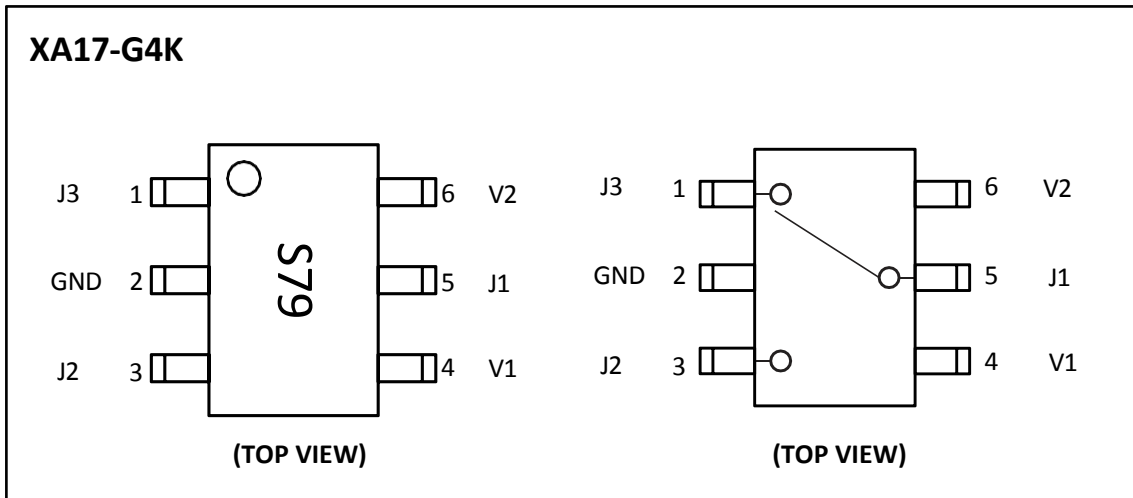 XA17-G4K
J3 1 6 V2
GND 2 5 J1
J2 3 4 V1
S79
(TOP VIEW)
J3 1 6 V2
GND 2 5 J1
J2 3 4 V1
(TOP VIEW)